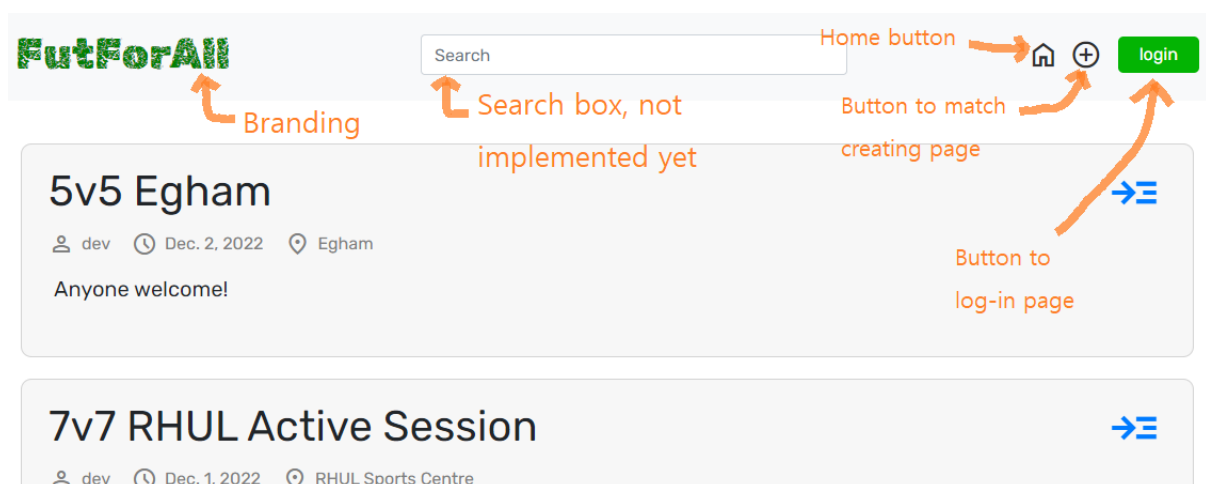 FutForAll
Search
Home button
login
Branding
Search box, not
implemented yet
Button to match
creating page
5v5 Egham
dev Dec. 2, 2022 Egham
Anyone welcome!
Button to
log-in page
7v7 RHUL Active Session
dev Dec. 1, 2022 RHUL Sports Centre